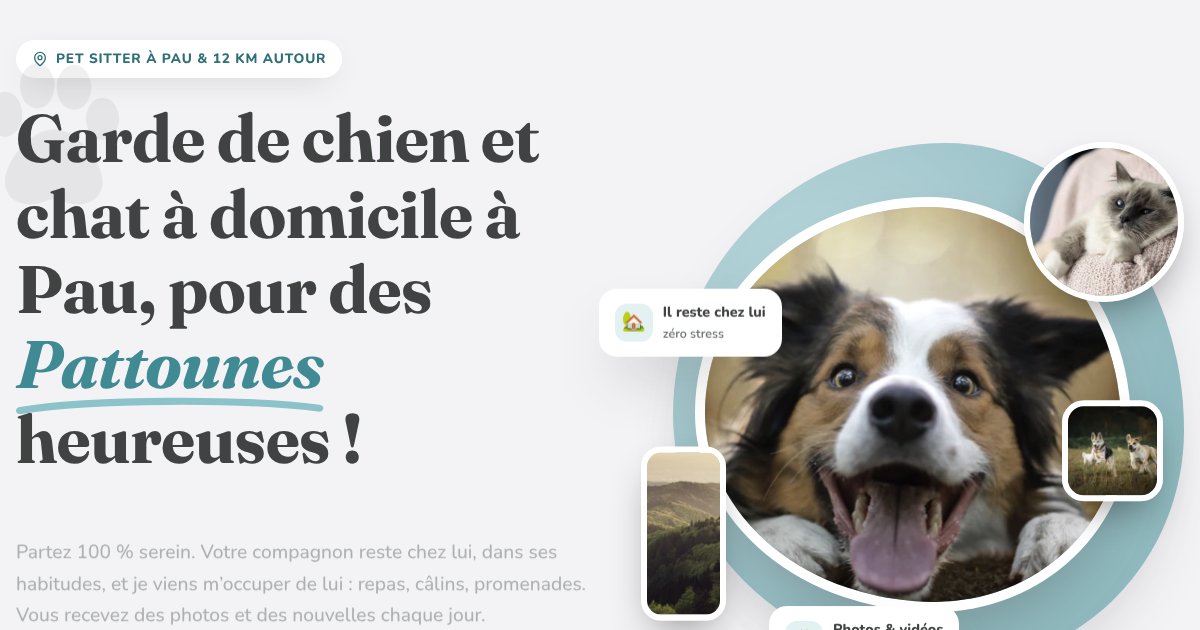 PET SITTER À PAU & 12 KM AUTOUR
Garde de chien et
chat à domicile à
Pau, pour des
Pattounes
heureuses !
Partez 100 % serein. Votre compagnon reste chez lui, dans ses
habitudes, et je viens m’occuper de lui : repas, câlins, promenades.
Vous recevez des photos et des nouvelles chaque jour.
Il reste chez lui
zéro stress
Photos & vidéos